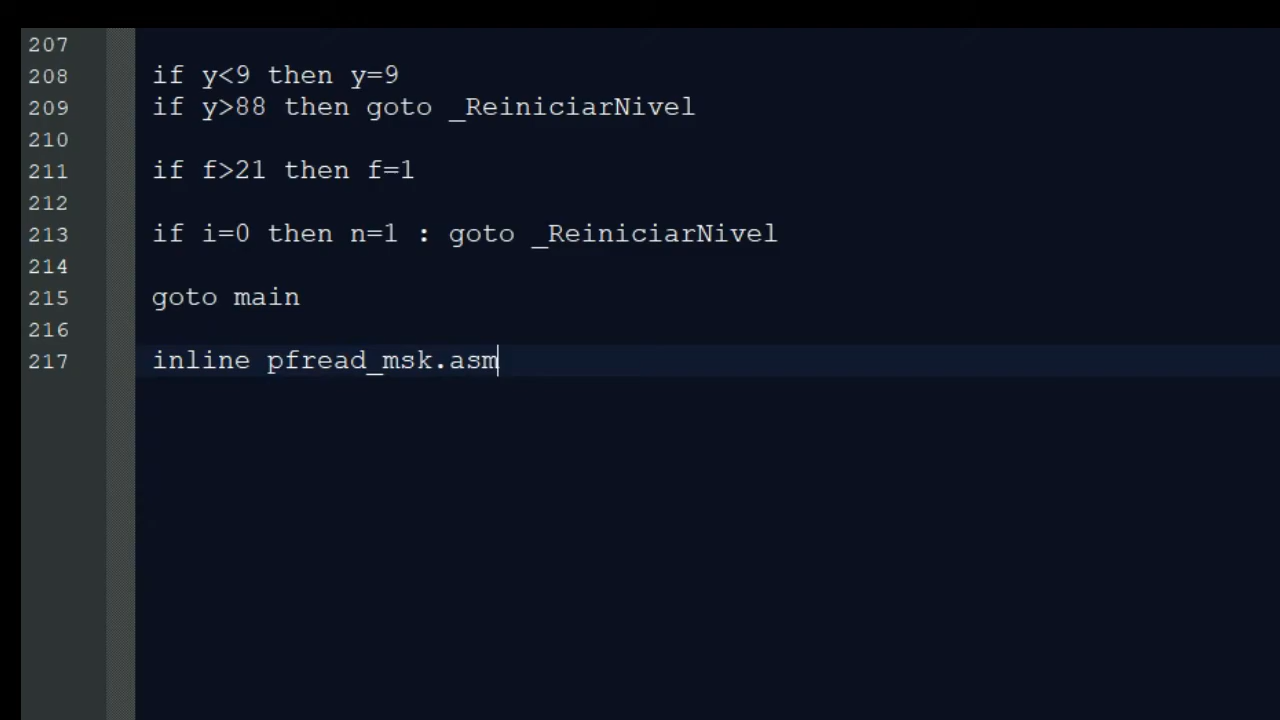 207
208 if y<9 then y=9
209 if y>88 then goto _ReiniciarNivel
210
211 if f>21 then f=1
212
213 if i=0 then n=1 : goto _ReiniciarNivel
214
215 goto main
216
217 inline pfread_msk.asm